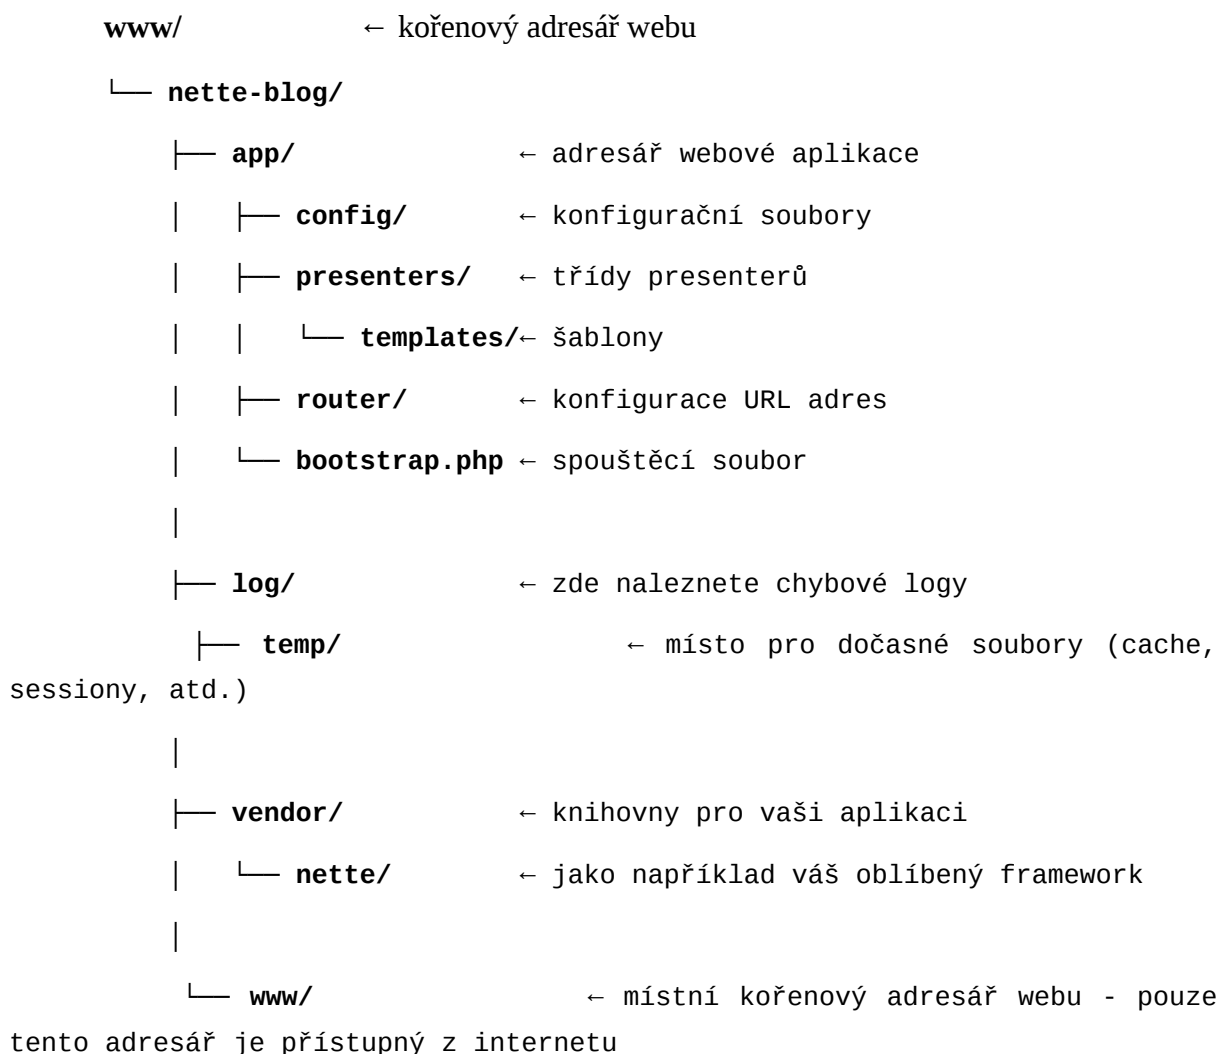 www/ ← kořenový adresář webu
└── nette-blog/
├── app/ ← adresář webové aplikace
│ ├── config/ ← konfigurační soubory
│ ├── presenters/ ← třídy presenterů
│ │ └── templates/← šablony
│ ├── router/ ← konfigurace URL adres
│ └── bootstrap.php ← spouštěcí soubor
│
├── log/ ← zde naleznete chybové logy
├── temp/ ← místo pro dočasné soubory (cache,
sessiony, atd.)
│
├── vendor/ ← knihovny pro vaši aplikaci
│ └── nette/ ← jako například váš oblíbený framework
│
└── www/ ← místní kořenový adresář webu - pouze
tento adresář je přístupný z internetu